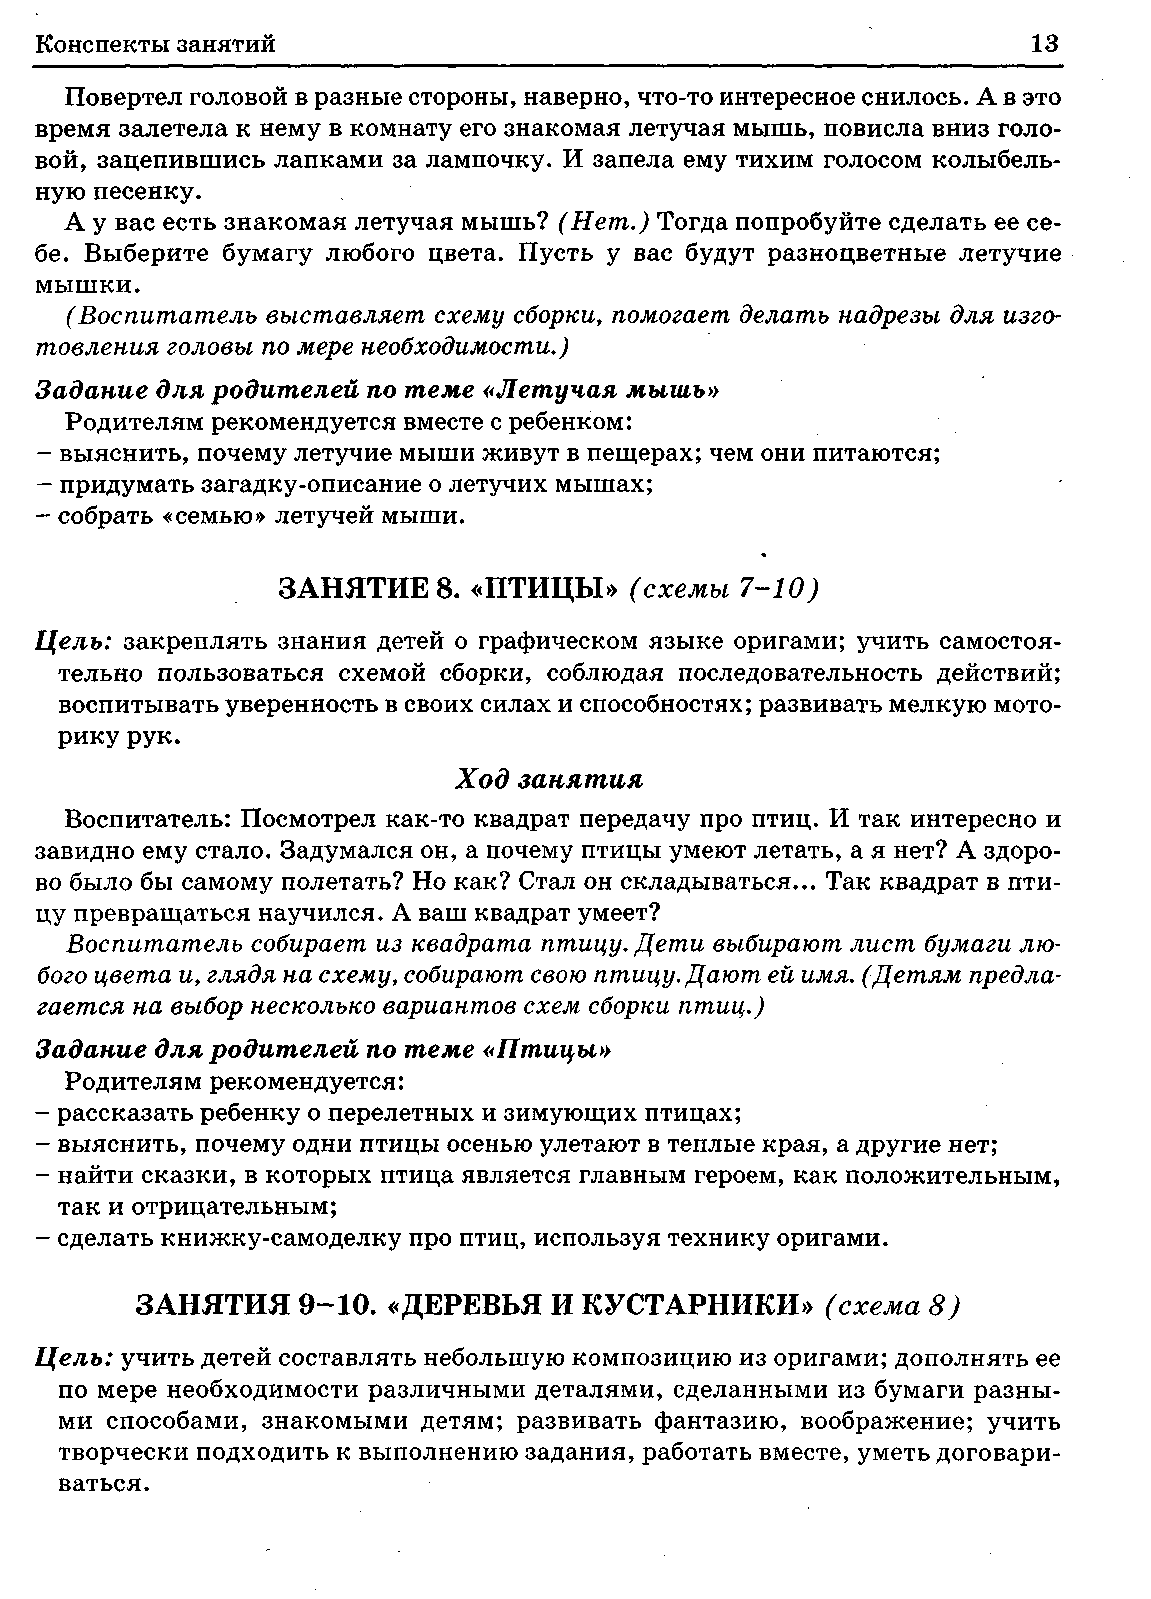 Конспекты занятий 13
Повертел головой в разные стороны, наверно, что-то интересное снилось. А в это
время залетела к нему в комнату его знакомая летучая мышь, повисла вниз голо-
вой, зацепившись лапками за лампочку. И запела ему тихим голосом колыбель-
ную песенку.
А у вас есть знакомая летучая мышь? (Нет.) Тогда попробуйте сделать ее се-
бе. Выберите бумагу любого цвета. Пусть у вас будут разноцветные летучие
мышки.
(Воспитатель выставляет схему сборки, помогает делать надрезы для изго-
товления головы по мере необходимости.)
Задание для родителей по теме «Летучая мышь»
Родителям рекомендуется вместе с ребенком:
– выяснить, почему летучие мыши живут в пещерах; чем они питаются;
– придумать загадку-описание о летучих мышах;
– собрать «семью» летучей мыши.
ЗАНЯТИЕ 8. «ПТИЦЫ» (схемы 7–10)
Цель: закреплять знания детей о графическом языке оригами; учить самостоя-
тельно пользоваться схемой сборки, соблюдая последовательность действий;
воспитывать уверенность в своих силах и способностях; развивать мелкую мото-
рику рук.
Ход занятия
Воспитатель: Посмотрел как-то квадрат передачу про птиц. И так интересно и
завидно ему стало. Задумался он, а почему птицы умеют летать, а я нет? А здоро-
во было бы самому полетать? Но как? Стал он складываться... Так квадрат в пти-
цу превращаться научился. А ваш квадрат умеет?
Воспитатель собирает из квадрата птицу. Дети выбирают лист бумаги лю-
бого цвета и, глядя на схему, собирают свою птицу. Дают ей имя. (Детям предла-
гается на выбор несколько вариантов схем сборки птиц.)
Задание для родителей по теме «Птицы»
Родителям рекомендуется:
– рассказать ребенку о перелетных и зимующих птицах;
– выяснить, почему одни птицы осенью улетают в теплые края, а другие нет;
– найти сказки, в которых птица является главным героем, как положительным,
так и отрицательным;
– сделать книжку-самоделку про птиц, используя технику оригами.
ЗАНЯТИЯ 9–10. «ДЕРЕВЬЯ И КУСТАРНИКИ» (схема 8)
Цель: учить детей составлять небольшую композицию из оригами; дополнять ее
по мере необходимости различными деталями, сделанными из бумаги разны-
ми способами, знакомыми детям; развивать фантазию, воображение; учить
творчески подходить к выполнению задания, работать вместе, уметь договари-
ваться.